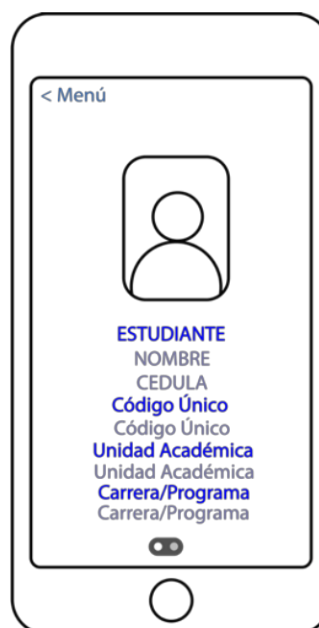 < Menú
ESTUDIANTE
NOMBRE
CEDULA
Código Único
Código Único
Unidad Académica
Unidad Académica
Carrera/Programa
Carrera/Programa